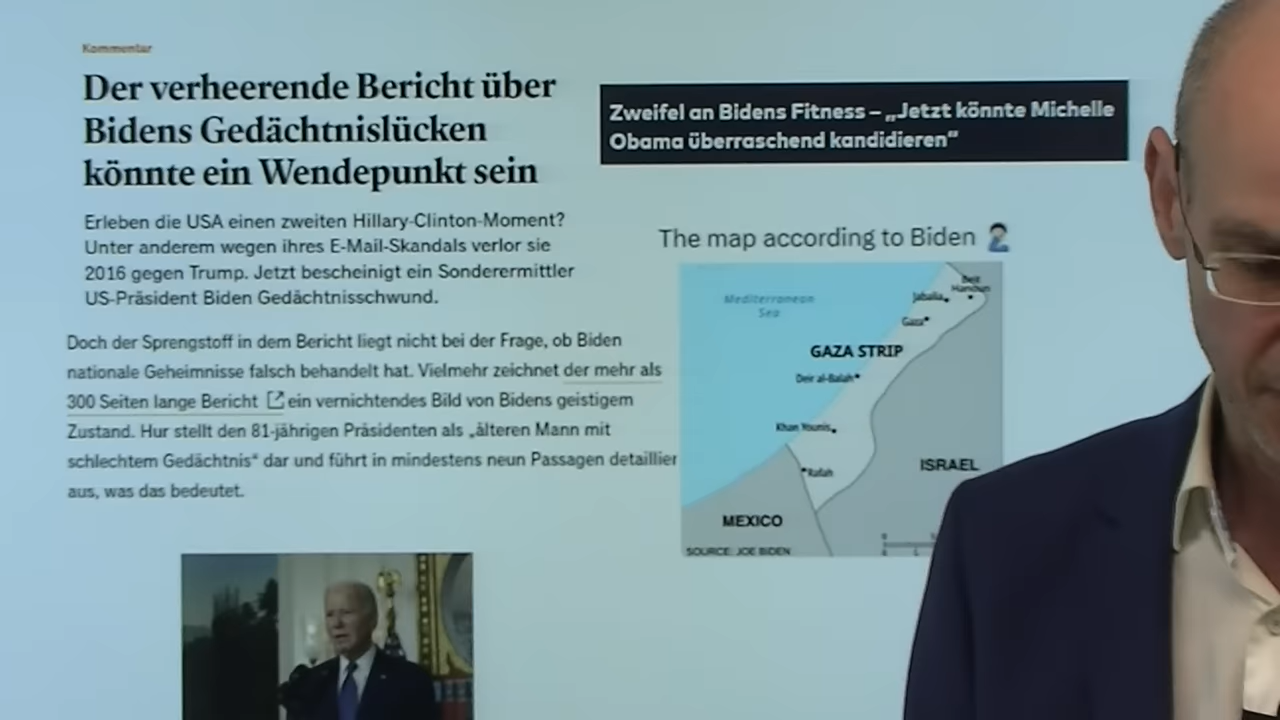 Kommentar
Der verheerende Bericht über
Bidens Gedächtnislücken
könnte ein Wendepunkt sein
Erleben die USA einen zweiten Hillary-Clinton-Moment?
Unter anderem wegen ihres E-Mail-Skandals verlor sie
2016 gegen Trump. Jetzt bescheinigt ein Sonderermittler
US-Präsident Biden Gedächtnisschwund.
Doch der Sprengstoff in dem Bericht liegt nicht bei der Frage, ob Biden
nationale Geheimnisse falsch behandelt hat. Vielmehr zeichnet der mehr als
300 Seiten lange Bericht ein vernichtendes Bild von Bidens geistigem
Zustand. Hur stellt den 81-jährigen Präsidenten als „älteren Mann mit
schlechtem Gedächtnis" dar und führt in mindestens neun Passagen detaillier
aus, was das bedeutet.
Zweifel an Bidens Fitness – „Jetzt könnte Michelle
Obama überraschend kandidieren"
The map according to Biden
Mediterranean
Sea
Beit
Hanoun
Jabalia
Gaza
GAZA STRIP
Deir al-Balah
Khan Younis
Rafah
ISRAEL
MEXICO
SOURCE: JOE BIDEN